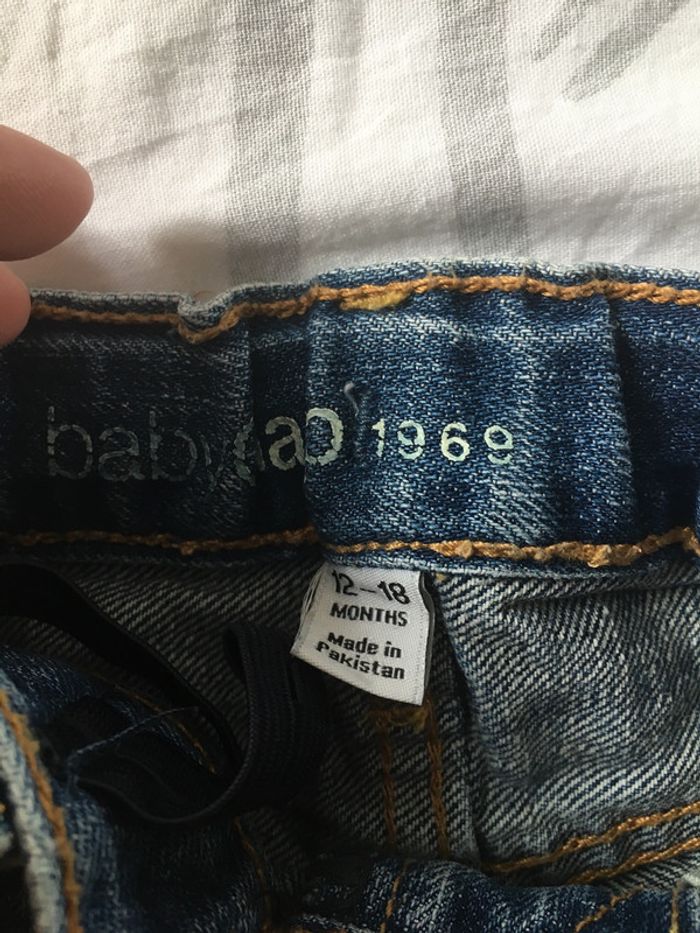 babyGap 1969
12-18
MONTHS
Made in
Pakistan